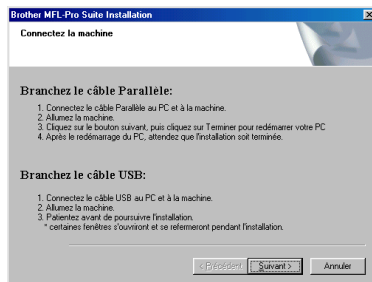 Brother MFL-Pro Suite Installation
Connectez la machine
Branchez le câble Parallèle:
1. Connectez le câble Parallèle au PC et à la machine.
2. Allumez la machine.
3. Cliquez sur le bouton suivant, puis cliquez sur Terminer pour redémarrer votre PC
4. Après le redémarrage du PC, attendez que l'installation soit terminée.
Branchez le câble USB:
1. Connectez le câble USB au PC et à la machine.
2. Allumez la machine.
3. Patientez avant de poursuivre l'installation.
* certaines fenêtres s'ouvriront et se refermeront pendant l'installation.
< Précédent Suivant > Annuler